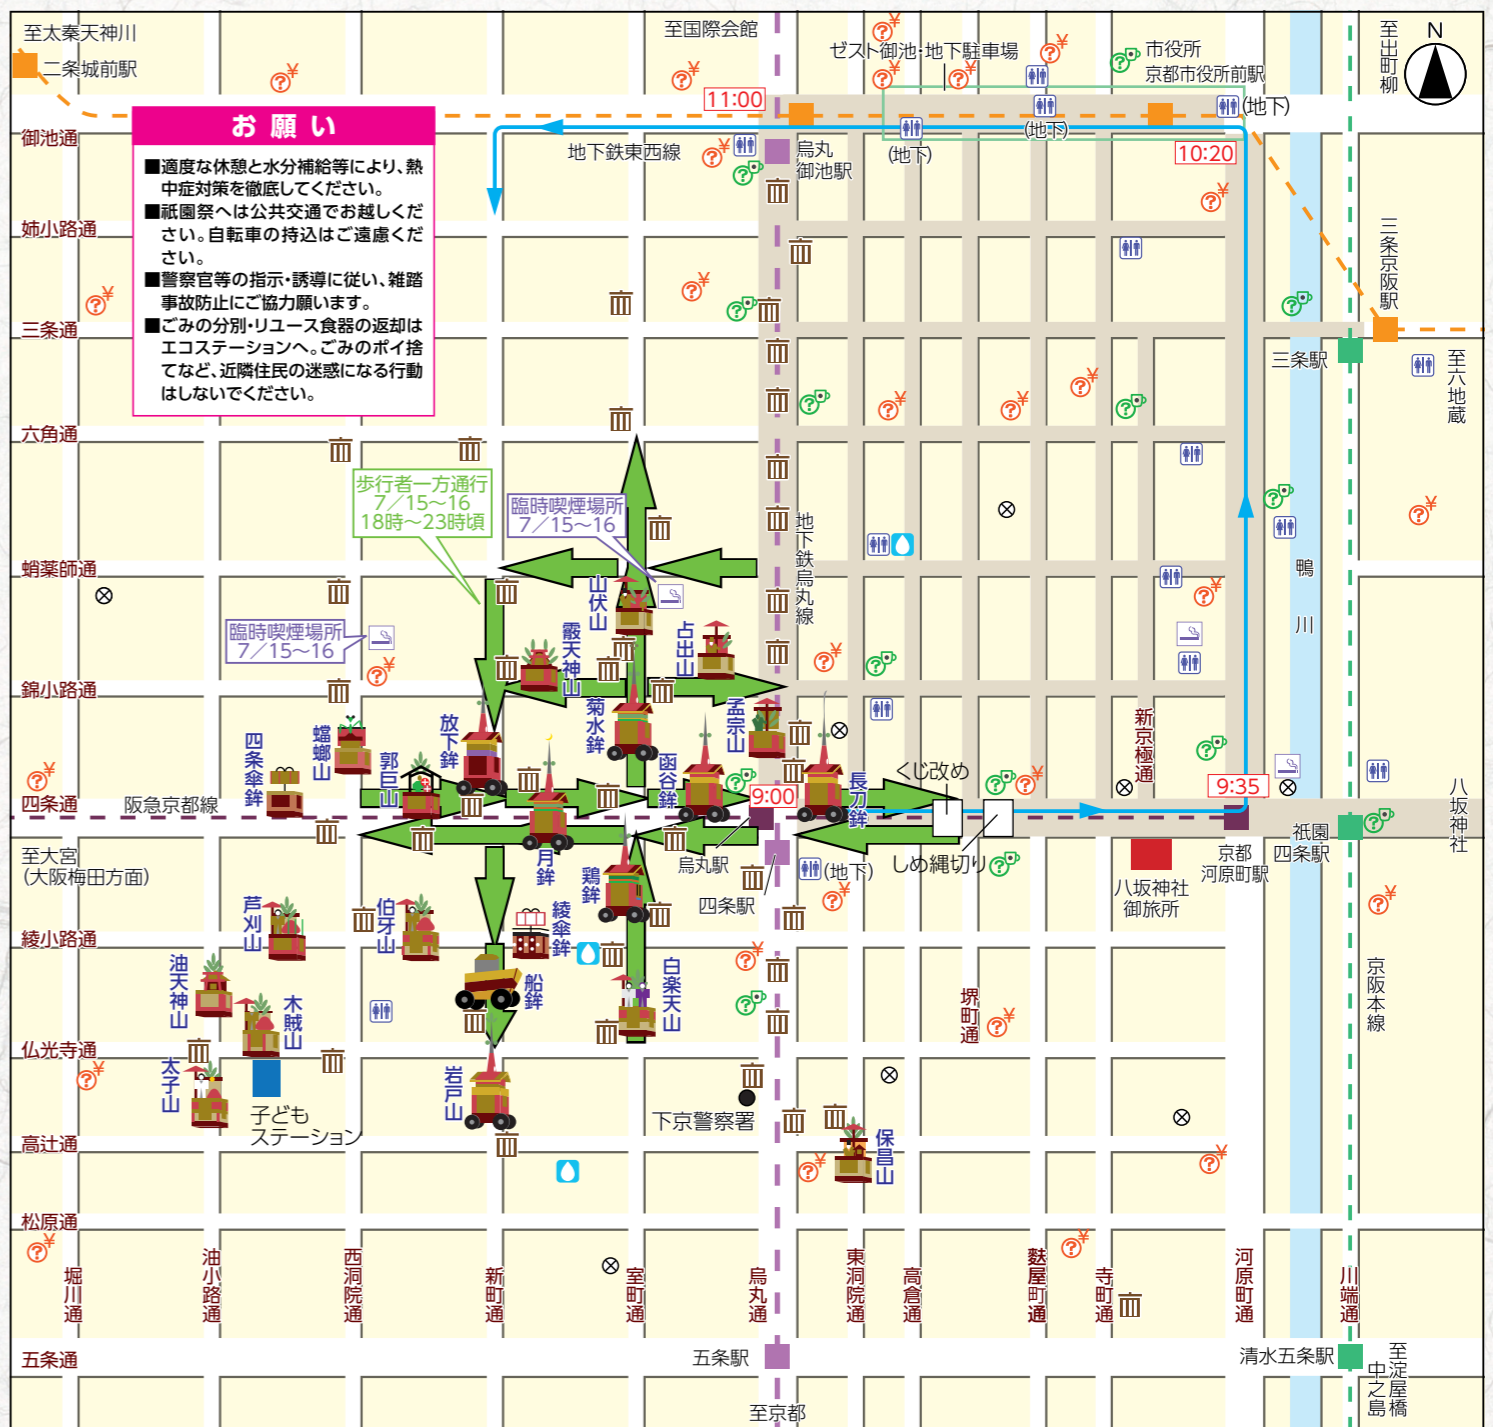 至太秦天神川
二条城前駅
至国際会館
ゼスト御池・地下駐車場
市役所
京都市役所前駅
至出町柳
N
11:00
(地下)
(地下)
(地下)
10:20
御池通
地下鉄東西線
烏丸
御池駅
お願い
■適度な休憩と水分補給等により、熱
中症対策を徹底してください。
■祇園祭へは公共交通でお越しくだ
さい。自転車の持込はご遠慮くだ
さい。
■警察官等の指示・誘導に従い、雑踏
事故防止にご協力願います。
■ごみの分別・リユース食器の返却は
エコステーションへ。ごみのポイ捨
てなど、近隣住民の迷惑になる行動
はしないでください。
姉小路通
三条京阪駅
三条通
三条駅
至六地蔵
六角通
歩行者一方通行
7/15～16
18時～23時頃
臨時喫煙場所
7/15～16
地下鉄烏丸線
蛸薬師通
鴨川
山伏山
臨時喫煙場所
7/15～16
霰天神山
占出山
錦小路通
四条傘鉾
蟷螂山
郭巨山
放下鉾
菊水鉾
函谷鉾
孟宗山
長刀鉾
新京極通
くじ改め
9:00
9:35
四条通
阪急京都線
八坂神社
至大宮
(大阪梅田方面)
月鉾
鶏鉾
烏丸駅
四条駅
(地下)
しめ縄切り
八坂神社
御旅所
京都
河原町駅
祇園
四条駅
芦刈山
伯牙山
綾傘鉾
綾小路通
油天神山
木賊山
船鉾
白楽天山
堺町通
京阪本線
仏光寺通
太子山
子ども
ステーション
岩戸山
下京警察署
保昌山
高辻通
松原通
堀川通
油小路通
西洞院通
新町通
室町通
烏丸通
東洞院通
高倉通
麩屋町通
寺町通
河原町通
川端通
五条通
五条駅
清水五条駅
至淀屋橋
中之島
至京都